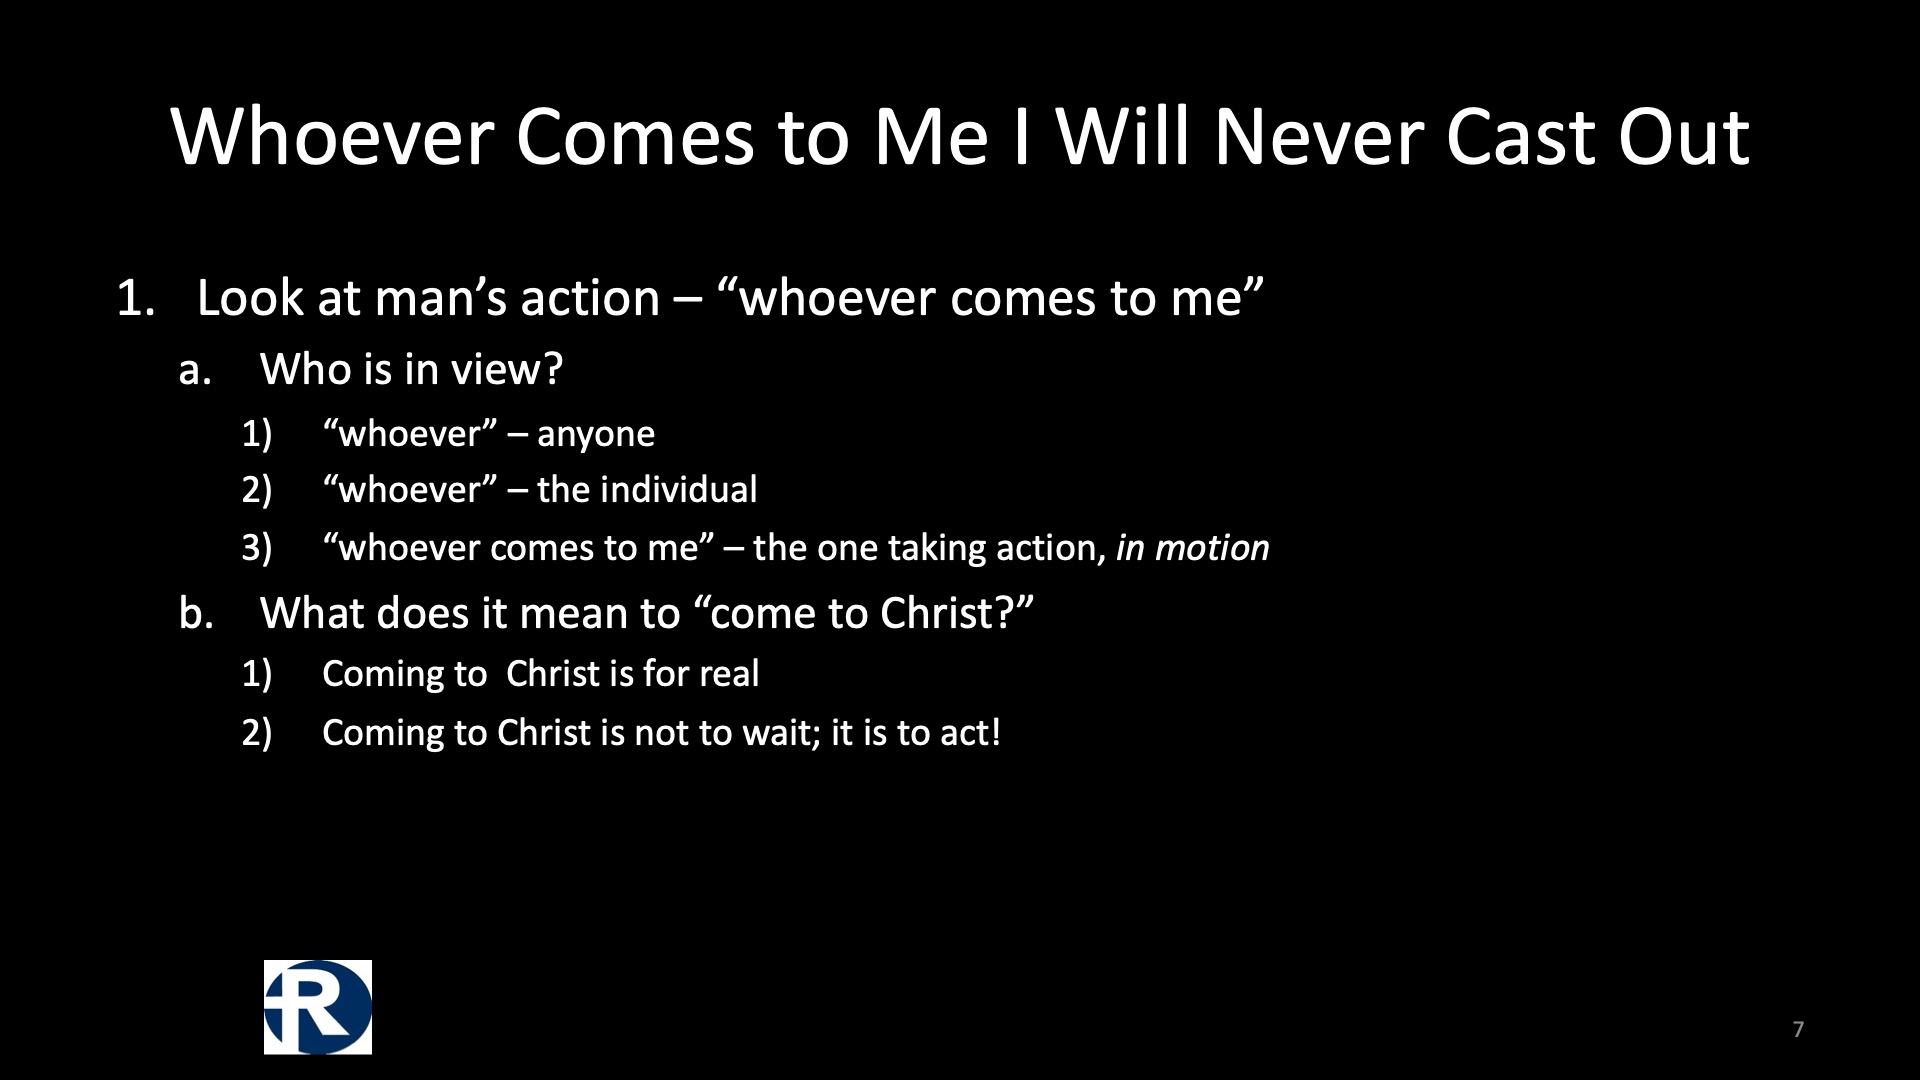 Whoever Comes to Me I Will Never Cast Out
1. Look at man’s action – “whoever comes to me”
a. Who is in view?
1) “whoever” – anyone
2) “whoever” – the individual
3) “whoever comes to me” – the one taking action, in motion
b. What does it mean to “come to Christ?”
1) Coming to  Christ is for real
2) Coming to Christ is not to wait; it is to act!
R
7